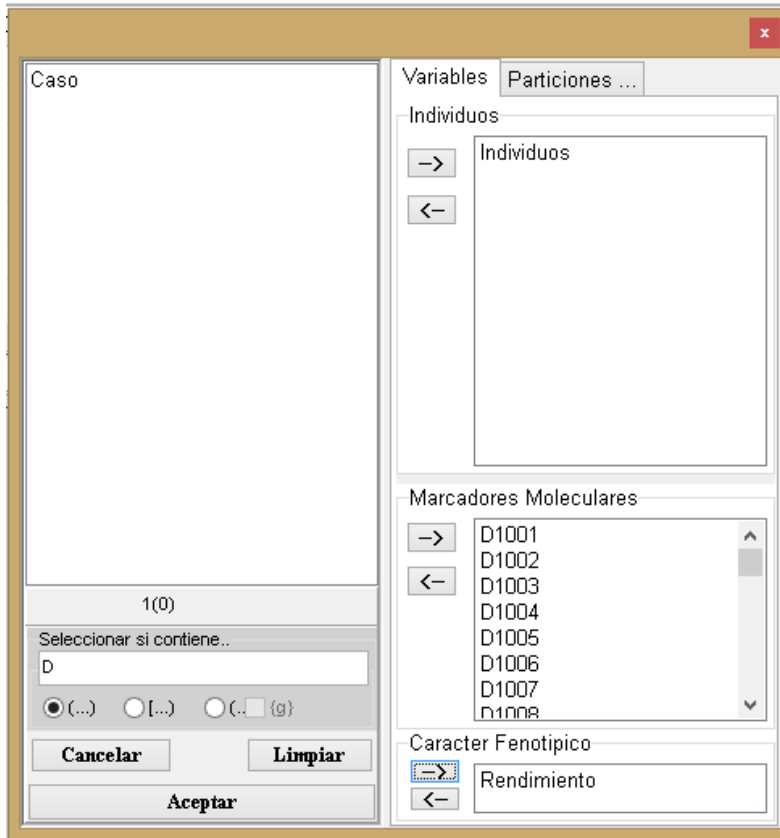 x
Caso
1(0)
Seleccionar si contiene..
D
(...) [...) (.. {g}
Cancelar Limpiar
Aceptar
Variables Particiones ...
Individuos
–>
<–
Individuos
Marcadores Moleculares
–>
<–
D1001
D1002
D1003
D1004
D1005
D1006
D1007
D1008
Caracter Fenotipico
–>
<–
Rendimiento